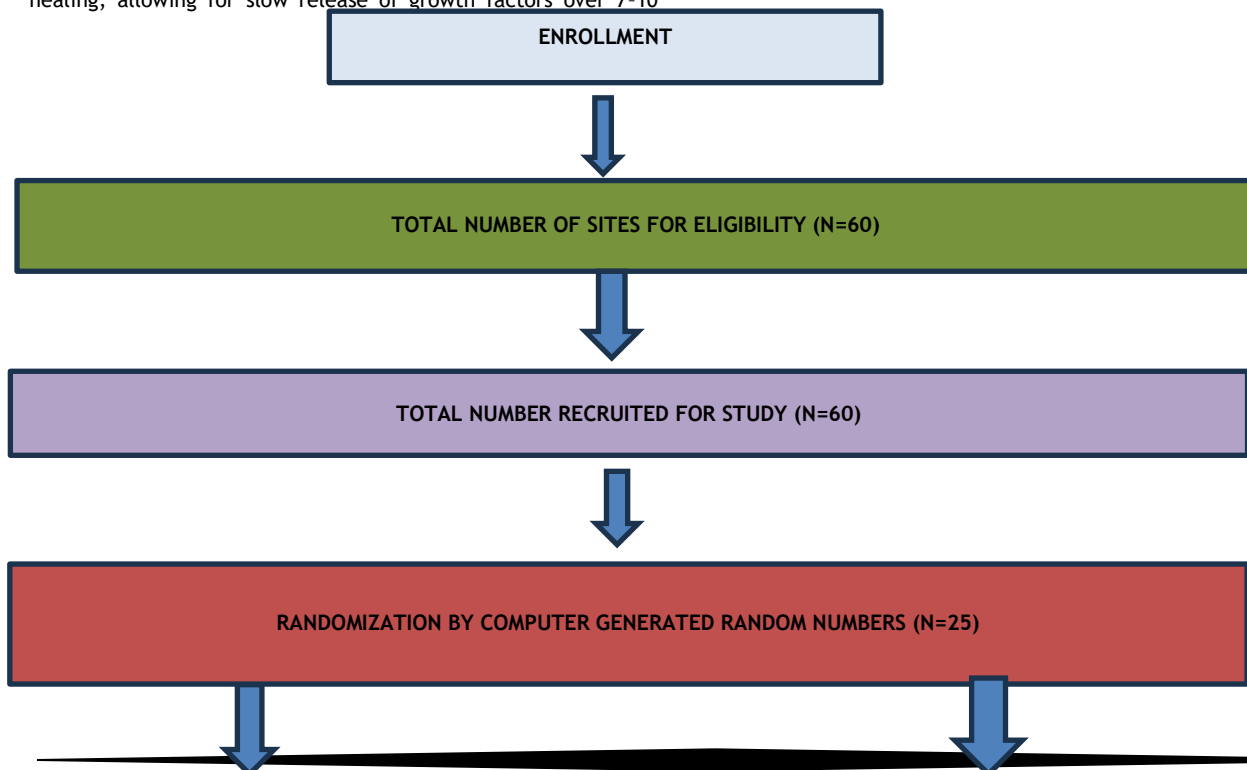 healing, allowing for slow release of growth factors over 7-10
ENROLLMENT
TOTAL NUMBER OF SITES FOR ELIGIBILITY (N=60)
TOTAL NUMBER RECRUITED FOR STUDY (N=60)
RANDOMIZATION BY COMPUTER GENERATED RANDOM NUMBERS (N=25)